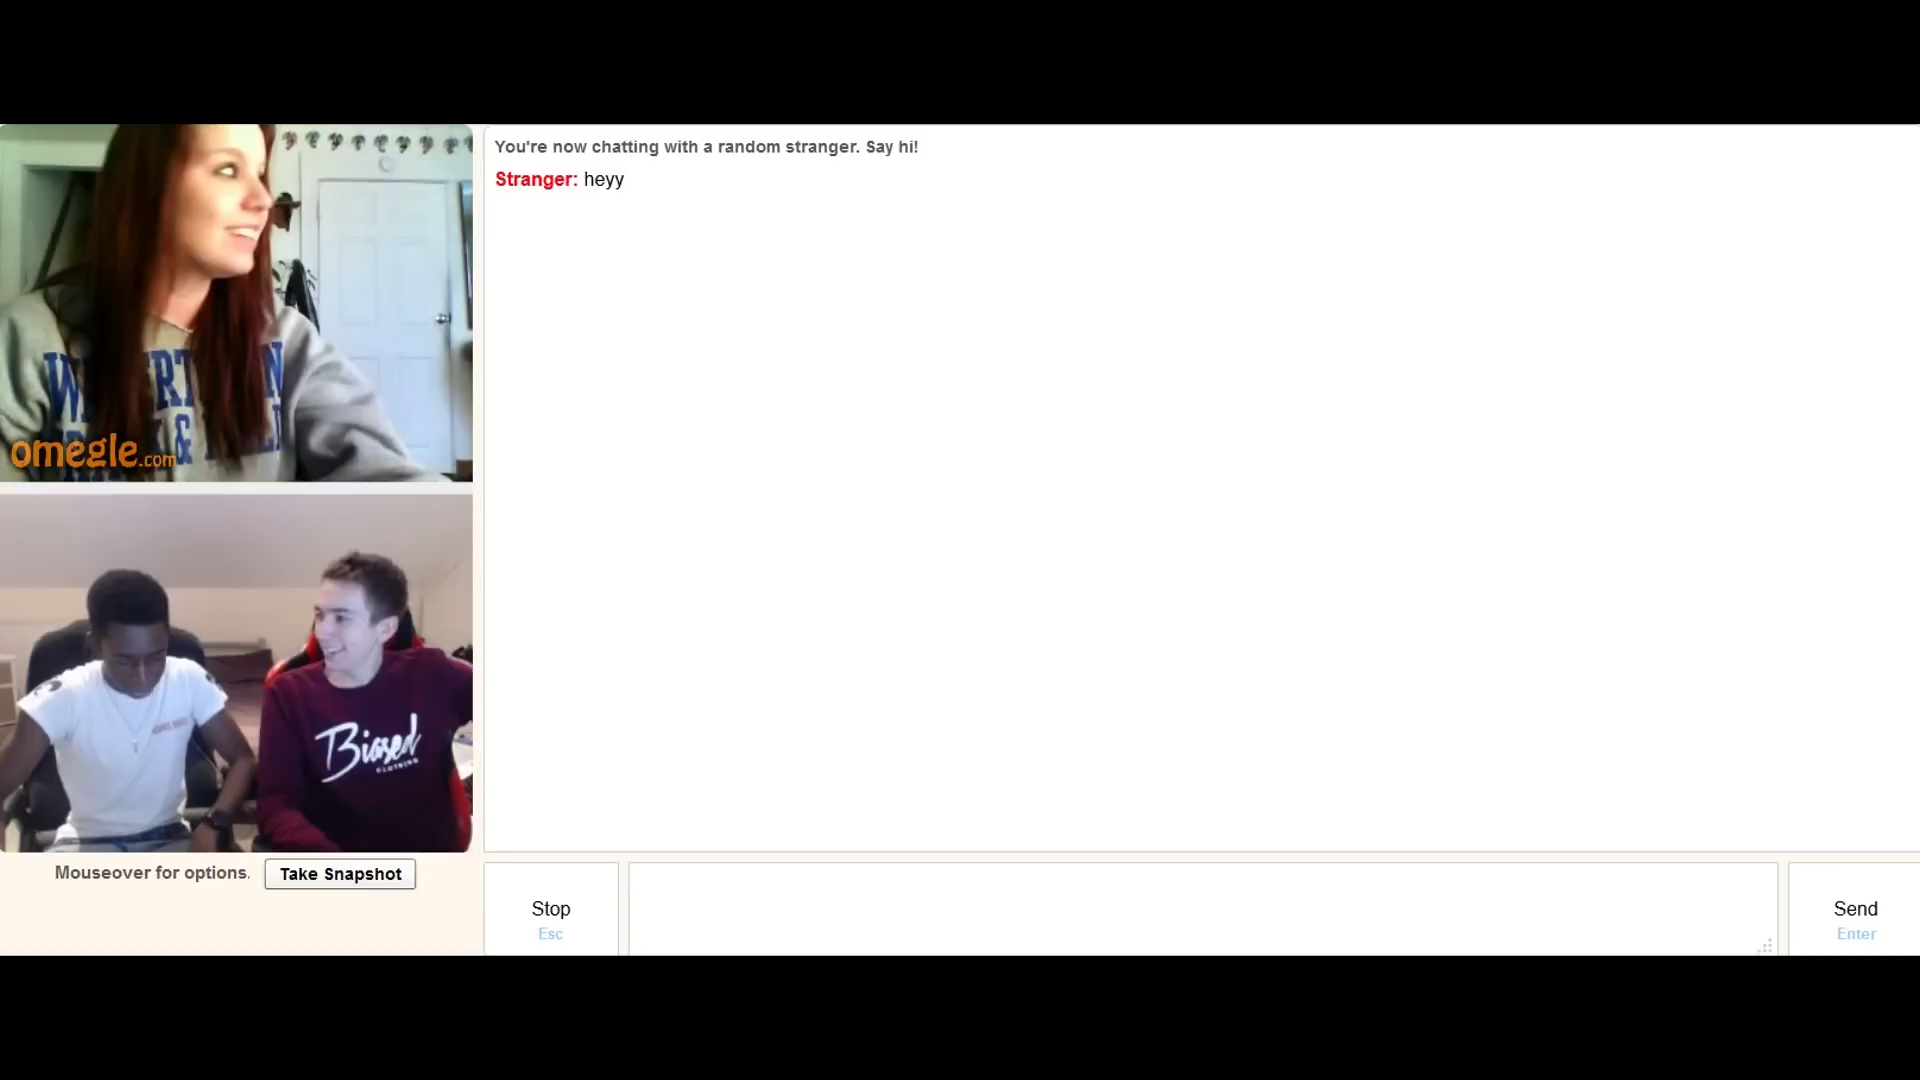 You're now chatting with a random stranger. Say hi!
Stranger: heyy
omegle.com
Biased
CLOTHING
Mouseover for options.
Take Snapshot
Stop
Esc
Send
Enter